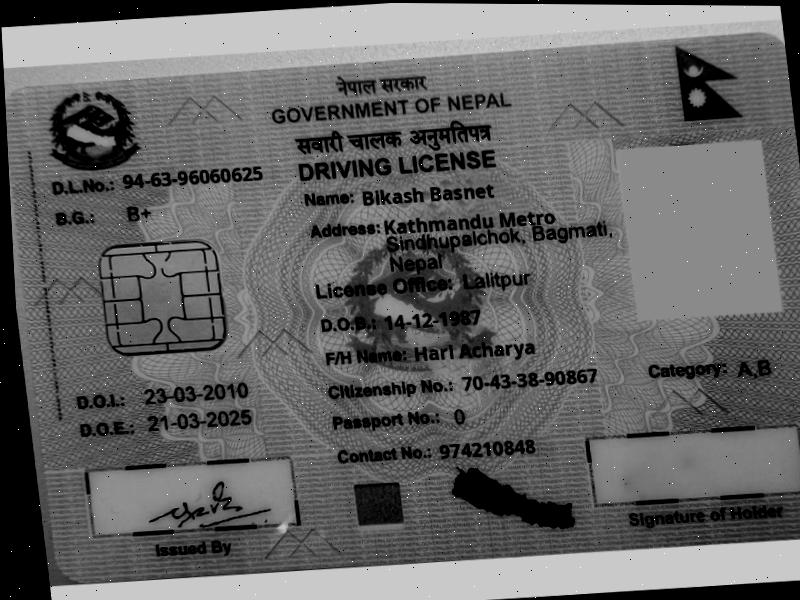 नेपाल सरकार
GOVERNMENT OF NEPAL
सवारी चालक अनुमतिपत्र
DRIVING LICENSE
D.L.No.: 94-63-96060625
B.G.: B+
Name: Bikash Basnet
Address: Kathmandu Metro
Sindhupalchok, Bagmati,
Nepal
License Office: Lalitpur
D.O.B.: 14-12-1987
F/H Name: Hari Acharya
Citizenship No.: 70-43-38-90867
Passport No.: 0
Contact No.: 974210848
Category: A,B
D.O.I.: 23-03-2010
D.O.E.: 21-03-2025
Issued By
Signature of Holder